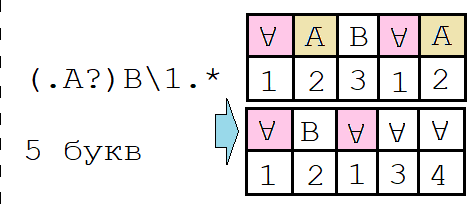 (.A?)B\1.*
5 букв
∀ A B ∀ A
1 2 3 1 2
∀ B ∀ ∀ ∀
1 2 1 3 4